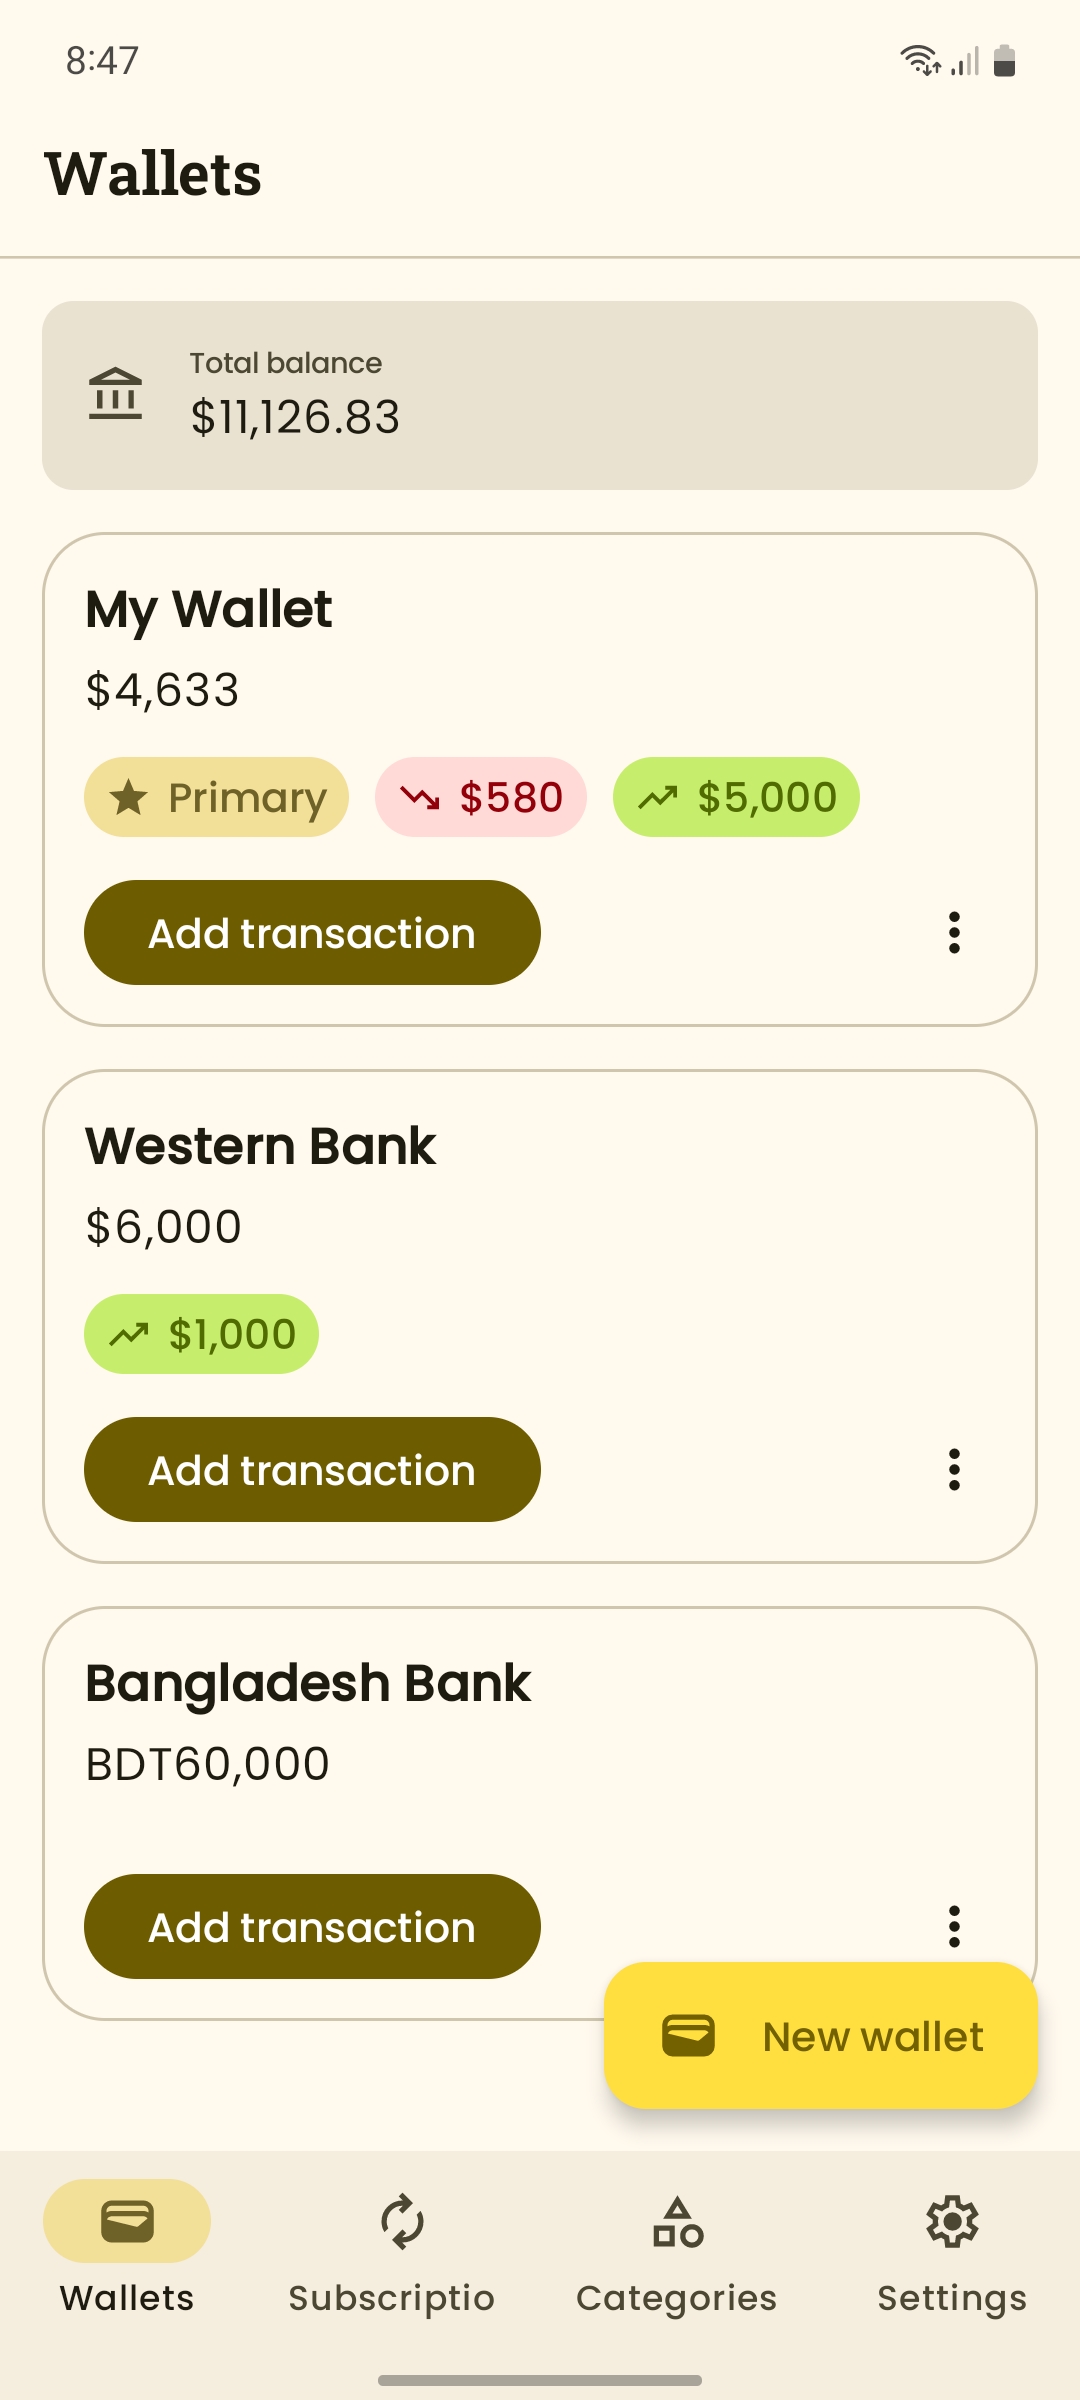 8:47
Wallets
Total balance
$11,126.83
My Wallet
$4,633
Primary $580 $5,000
Add transaction
Western Bank
$6,000
$1,000
Add transaction
Bangladesh Bank
BDT60,000
Add transaction
New wallet
Wallets Subscriptio Categories Settings